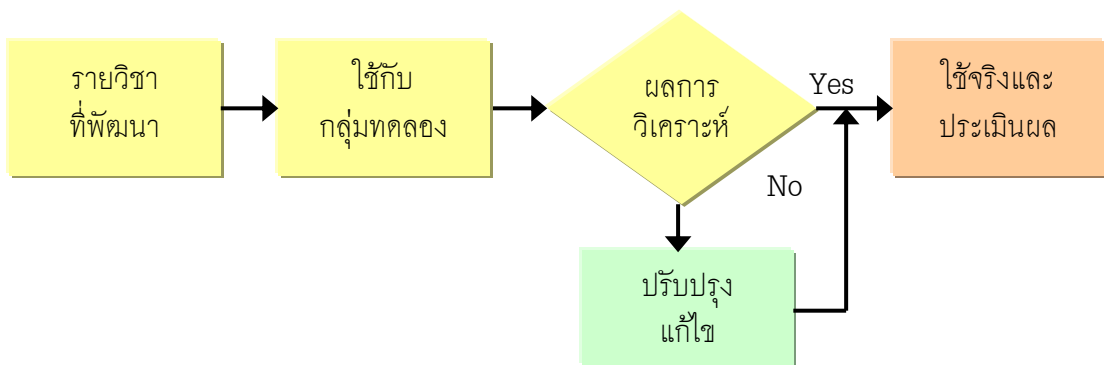 รายวิชา
ที่พัฒนา
ใช้กับ
กลุ่มทดลอง
ผลการ
วิเคราะห์
Yes
ใช้จริงและ
ประเมินผล
No
ปรับปรุง
แก้ไข